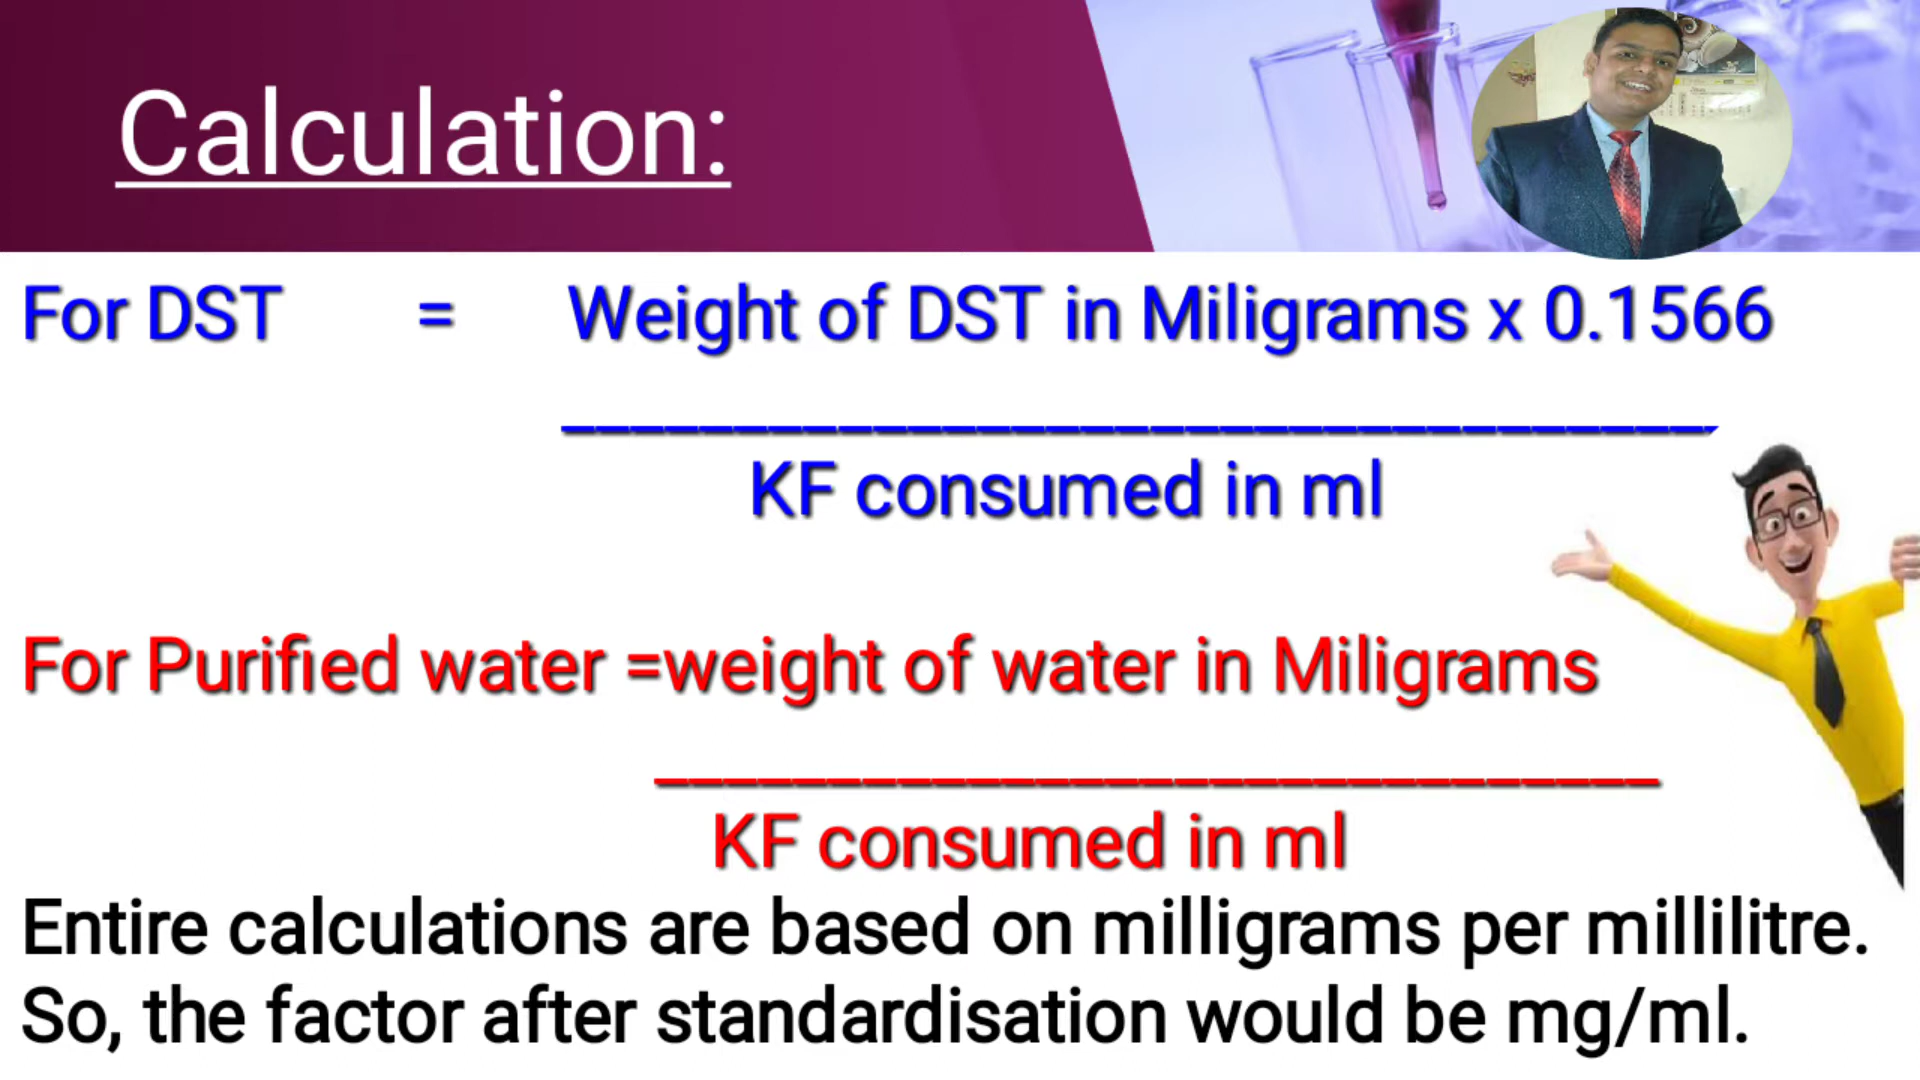 Calculation:
For DST = Weight of DST in Miligrams x 0.1566
_________________________________
KF consumed in ml
For Purified water =weight of water in Miligrams
_____________________________
KF consumed in ml
Entire calculations are based on milligrams per millilitre.
So, the factor after standardisation would be mg/ml.